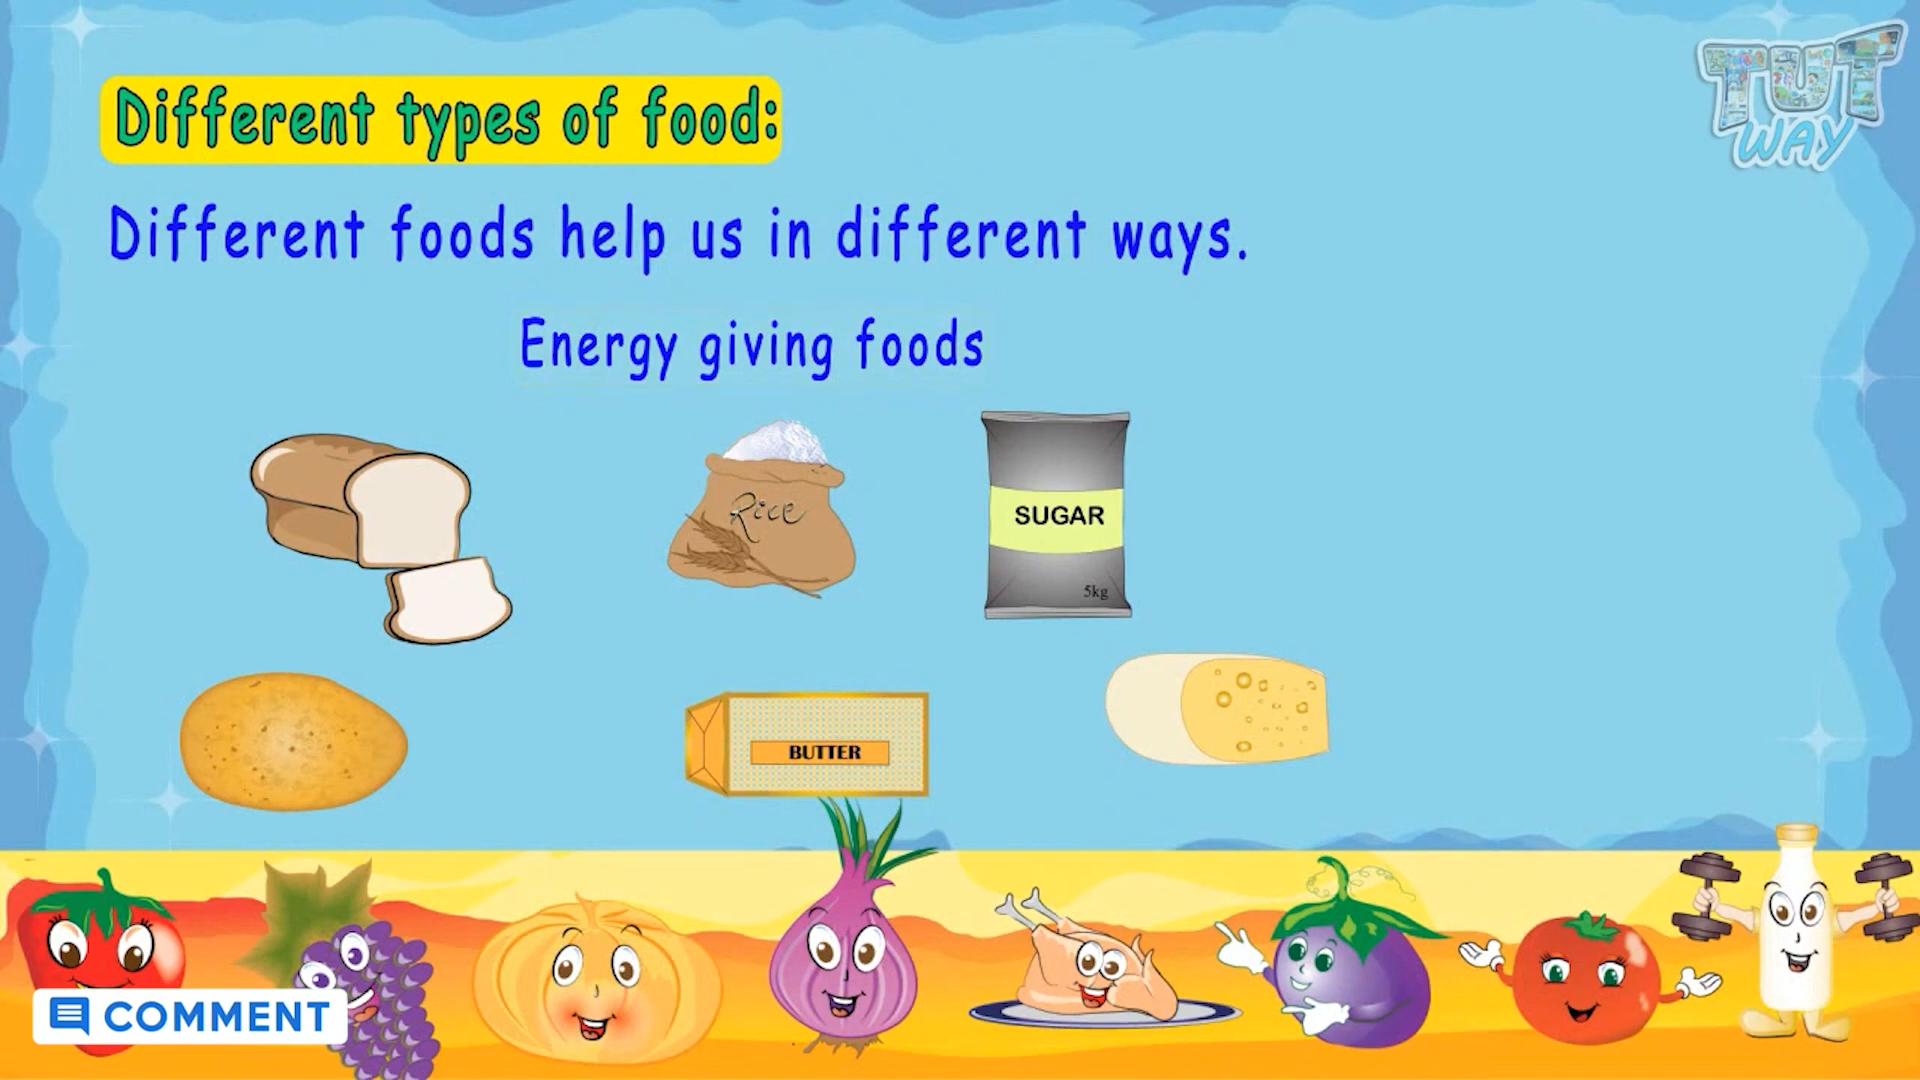 TUT
WAY
Different types of food:
Different foods help us in different ways.
Energy giving foods
Rice
SUGAR
5kg
BUTTER
COMMENT